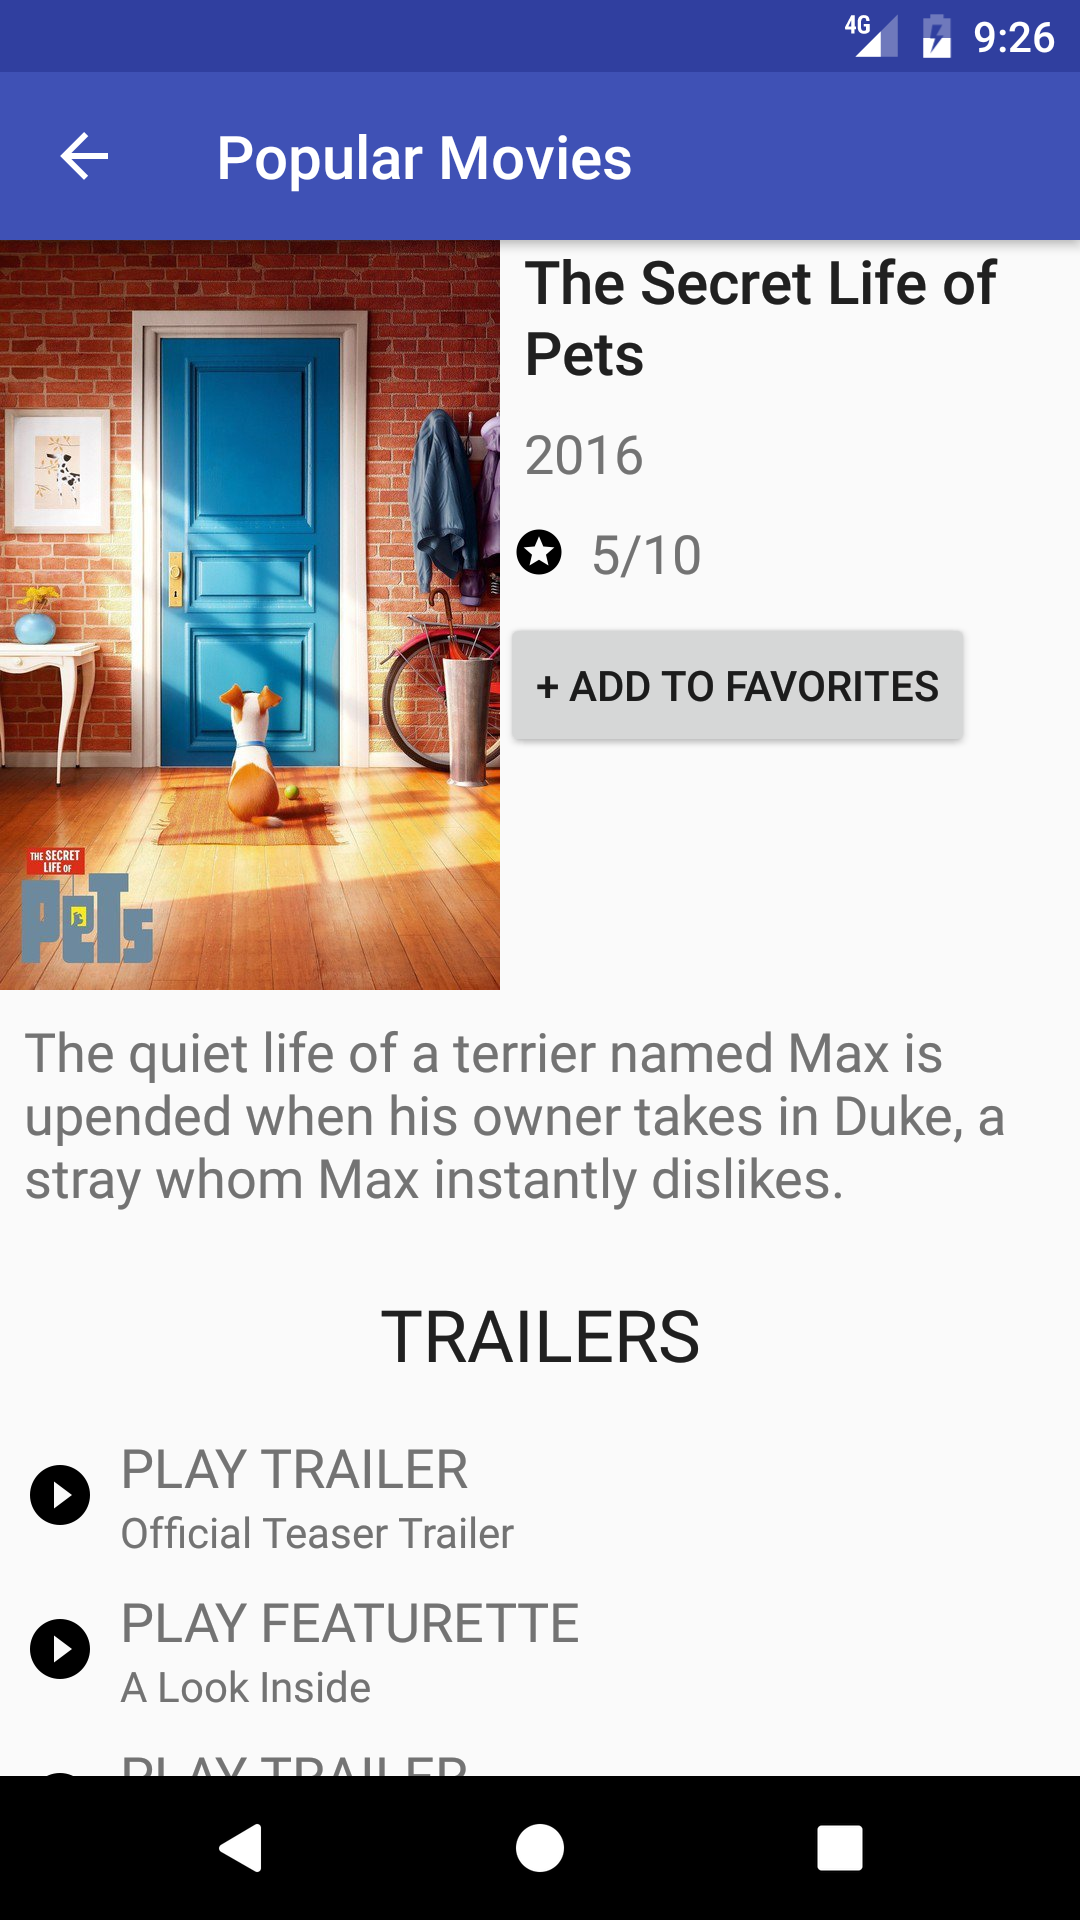 4G 9:26
Popular Movies
The Secret Life of
Pets
2016
5/10
+ ADD TO FAVORITES
THE SECRET
LIFE OF
PeTs
The quiet life of a terrier named Max is
upended when his owner takes in Duke, a
stray whom Max instantly dislikes.
TRAILERS
PLAY TRAILER
Official Teaser Trailer
PLAY FEATURETTE
A Look Inside
PLAY TRAILER